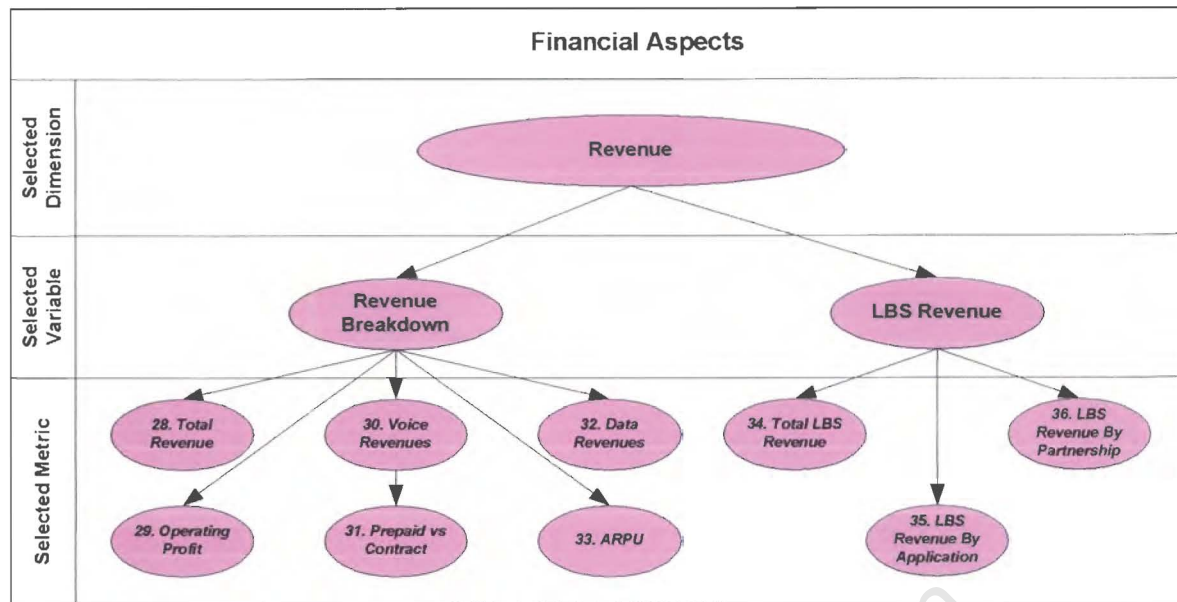 Financial Aspects
Selected
Dimension
Revenue
Selected
Variable
Revenue
Breakdown
LBS Revenue
Selected Metric
28. Total
Revenue
30. Voice
Revenues
32. Data
Revenues
34. Total LBS
Revenue
36. LBS
Revenue By
Partnership
29. Operating
Profit
31. Prepaid vs
Contract
33. ARPU
35. LBS
Revenue By
Application